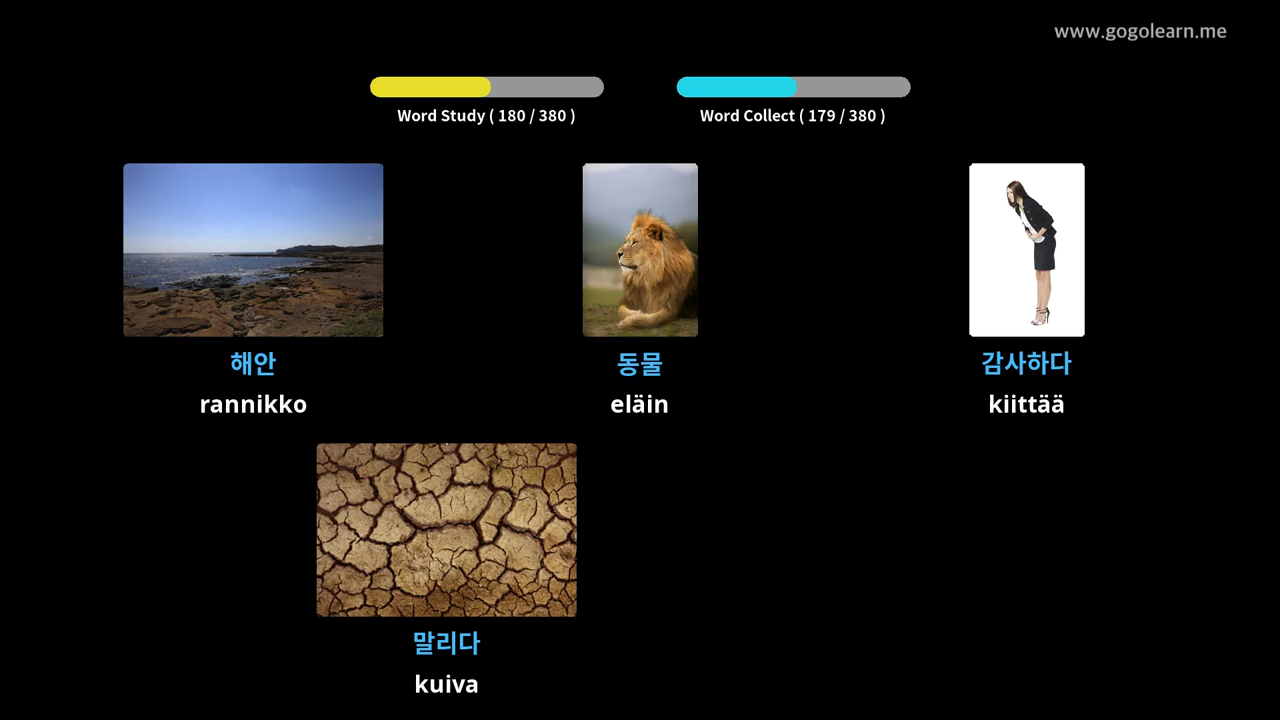 www.gogolearn.me
Word Study ( 180 / 380 )
Word Collect ( 179 / 380 )
해안
rannikko
동물
eläin
감사하다
kiittää
말리다
kuiva